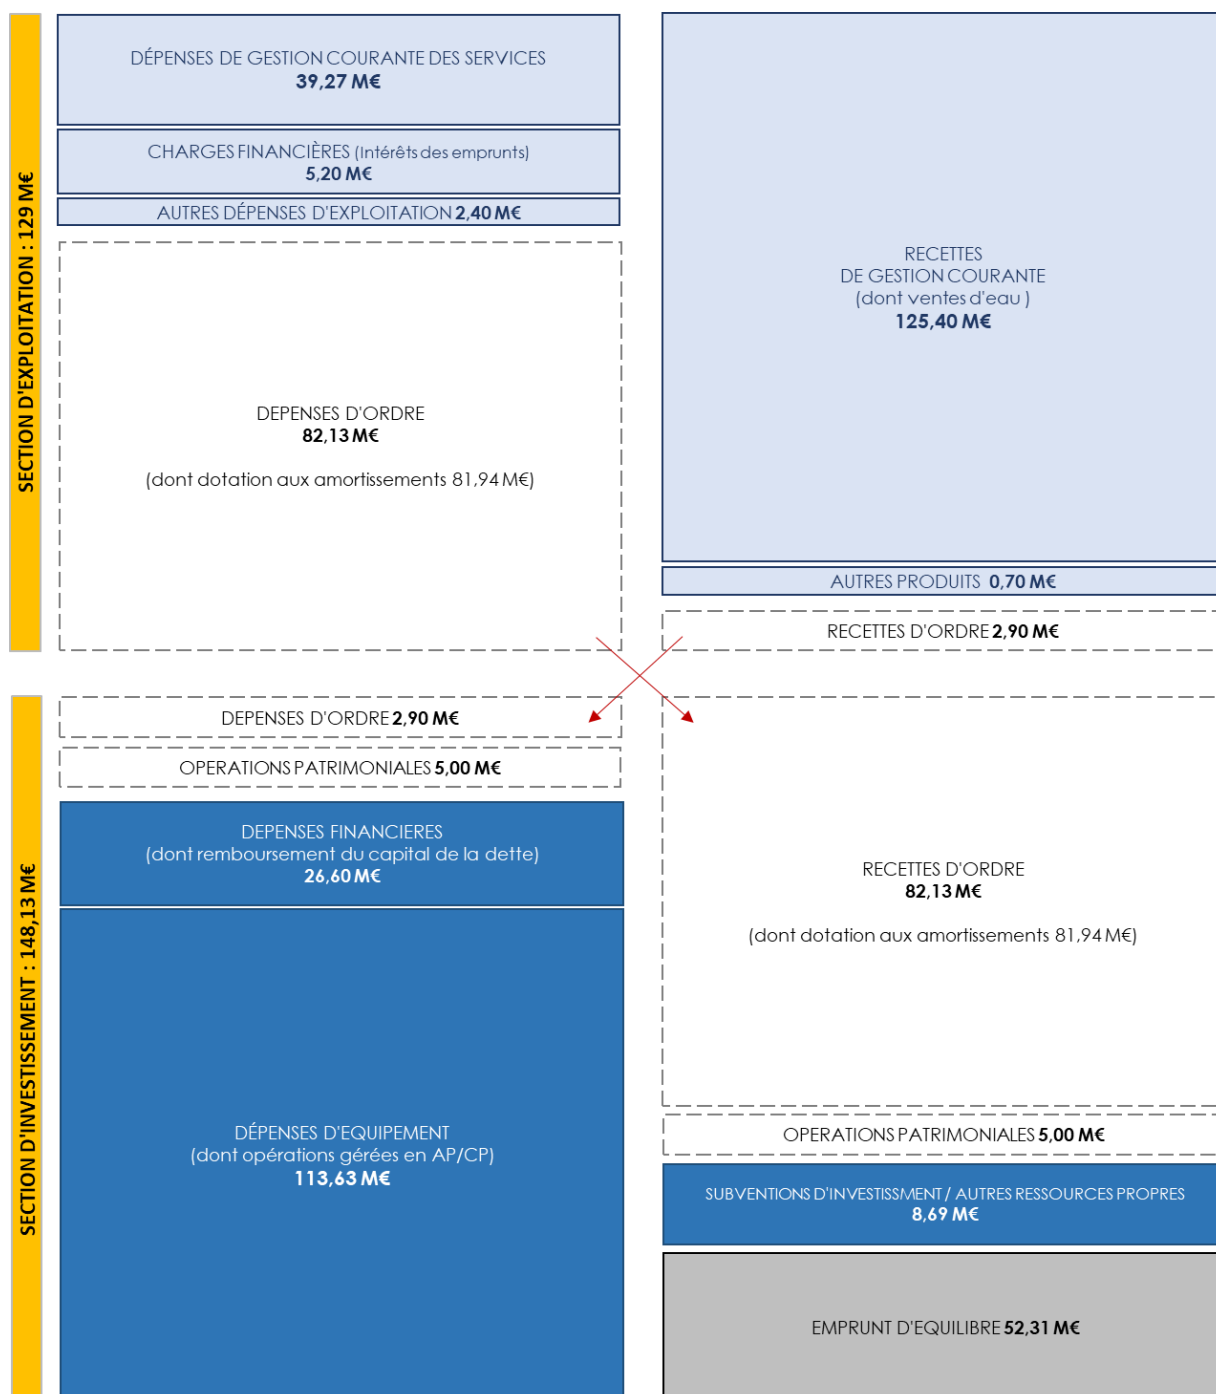 SECTION D'EXPLOITATION : 129 M€
DÉPENSES DE GESTION COURANTE DES SERVICES
39,27 M€
CHARGES FINANCIÈRES (Intérêts des emprunts)
5,20 M€
AUTRES DÉPENSES D'EXPLOITATION 2,40 M€
DEPENSES D'ORDRE
82,13 M€
(dont dotation aux amortissements 81,94 M€)
RECETTES
DE GESTION COURANTE
(dont ventes d'eau )
125,40 M€
AUTRES PRODUITS 0,70 M€
RECETTES D'ORDRE 2,90 M€
SECTION D'INVESTISSEMENT : 148,13 M€
DEPENSES D'ORDRE 2,90 M€
OPERATIONS PATRIMONIALES 5,00 M€
DEPENSES FINANCIERES
(dont remboursement du capital de la dette)
26,60 M€
DÉPENSES D'EQUIPEMENT
(dont opérations gérées en AP/CP)
113,63 M€
RECETTES D'ORDRE
82,13 M€
(dont dotation aux amortissements 81,94 M€)
OPERATIONS PATRIMONIALES 5,00 M€
SUBVENTIONS D'INVESTISSMENT / AUTRES RESSOURCES PROPRES
8,69 M€
EMPRUNT D'EQUILIBRE 52,31 M€